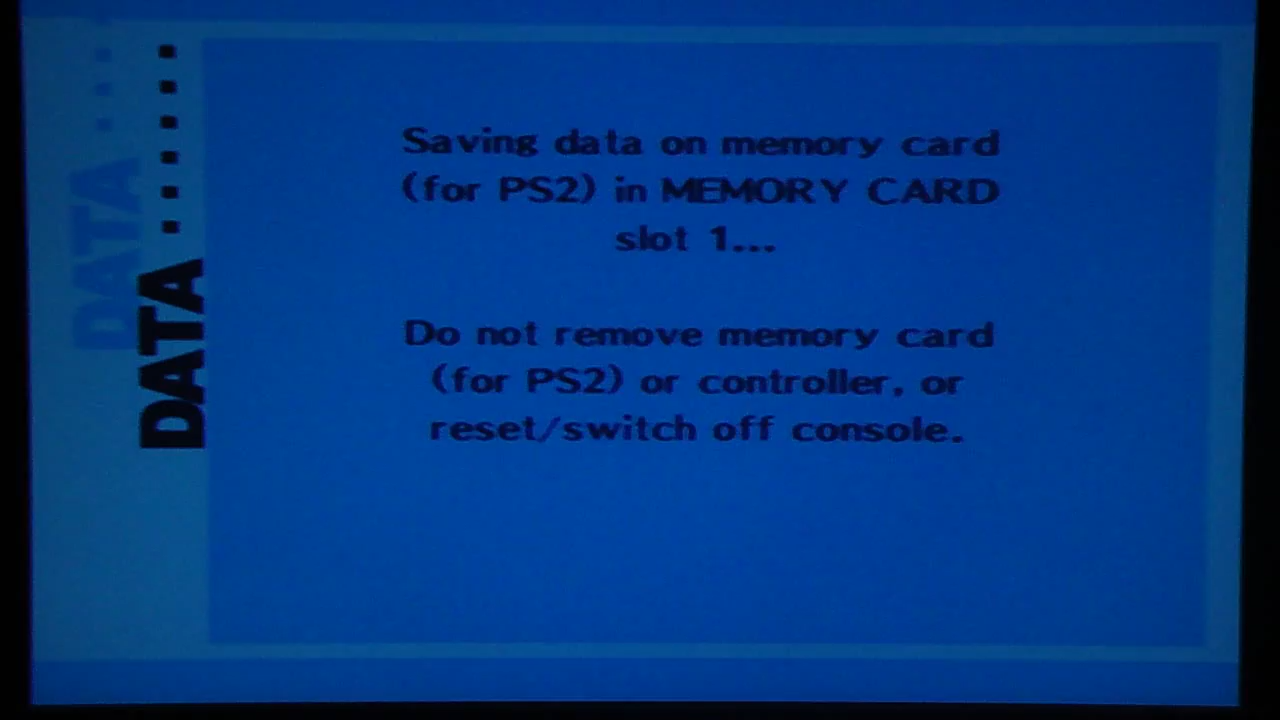 DATA
DATA
Saving data on memory card
(for PS2) in MEMORY CARD
slot 1...
Do not remove memory card
(for PS2) or controller, or
reset/switch off console.